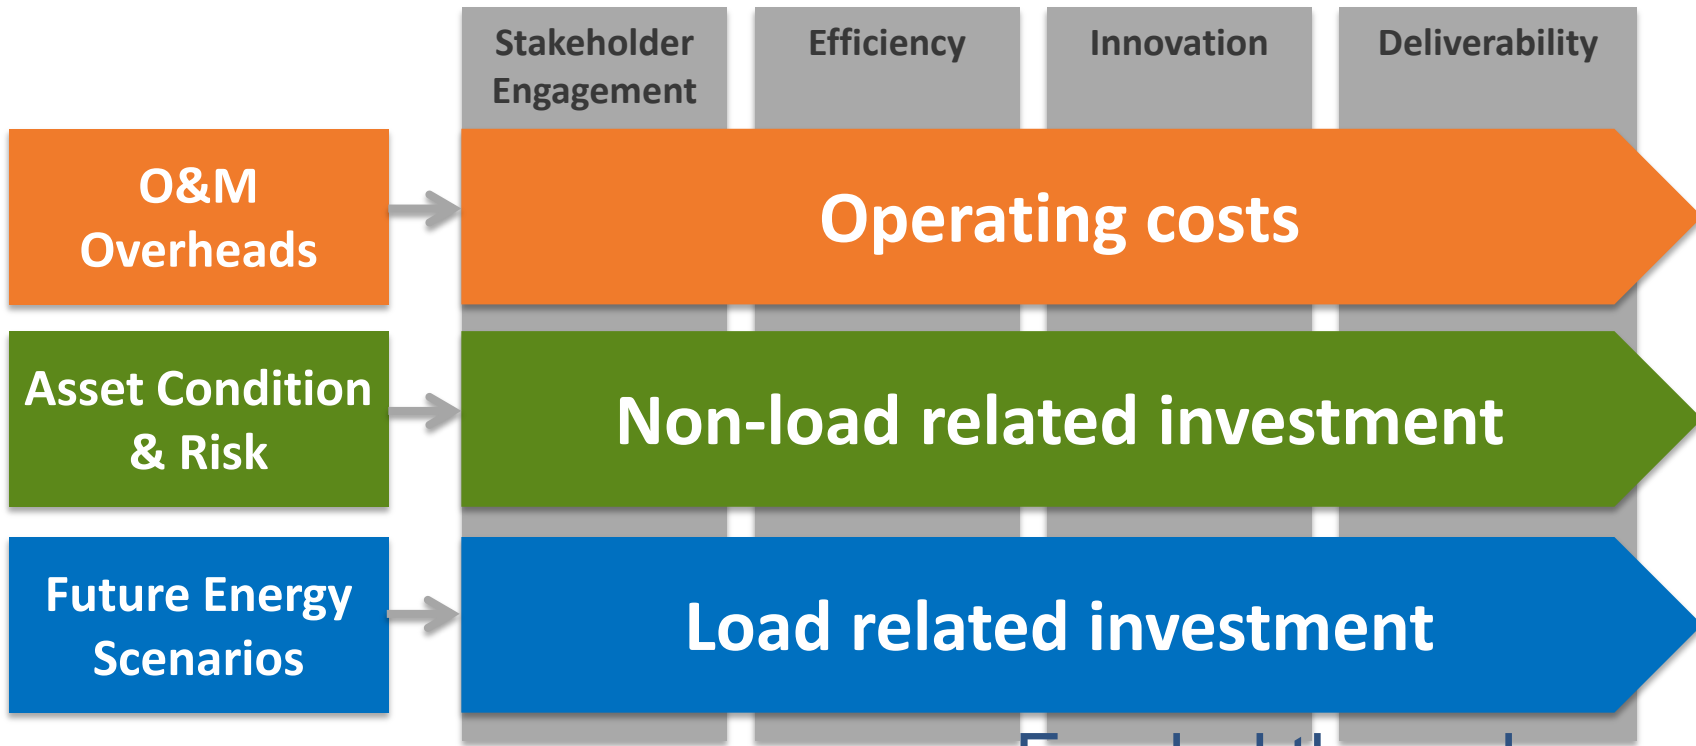 Stakeholder
Engagement
Efficiency
Innovation
Deliverability
O&M
Overheads
Operating costs
Asset Condition
& Risk
Non-load related investment
Future Energy
Scenarios
Load related investment